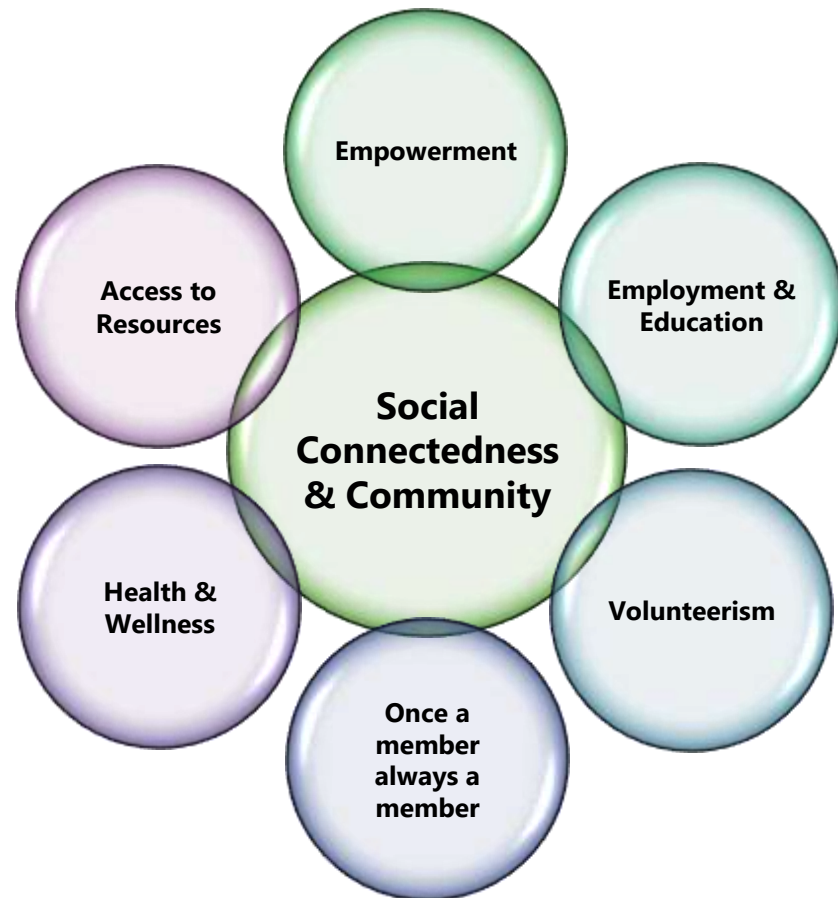 Empowerment
Access to
Resources
Employment &
Education
Social
Connectedness
& Community
Health &
Wellness
Volunteerism
Once a
member
always a
member